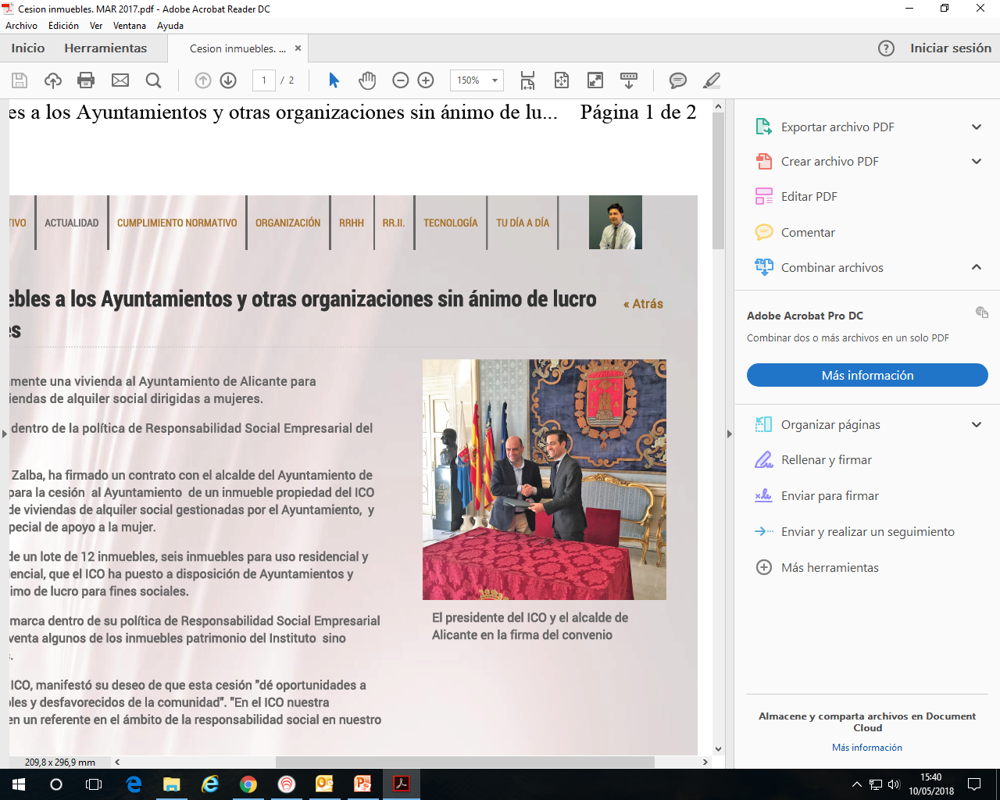 Cesion inmuebles. MAR 2017.pdf - Adobe Acrobat Reader DC
Archivo Edición Ver Ventana Ayuda
Inicio Herramientas Cesion inmuebles. ... × Iniciar sesión
1 / 2 150%
es a los Ayuntamientos y otras organizaciones sin ánimo de lu... Página 1 de 2
TIVO ACTUALIDAD CUMPLIMIENTO NORMATIVO ORGANIZACIÓN RRHH RR.II. TECNOLOGÍA TU DÍA A DÍA
ebles a los Ayuntamientos y otras organizaciones sin ánimo de lucro
« Atrás
es
amente una vivienda al Ayuntamiento de Alicante para
iendas de alquiler social dirigidas a mujeres.
dentro de la política de Responsabilidad Social Empresarial del
Zalba, ha firmado un contrato con el alcalde del Ayuntamiento de
para la cesión al Ayuntamiento de un inmueble propiedad del ICO
de viviendas de alquiler social gestionadas por el Ayuntamiento, y
pecial de apoyo a la mujer.
de un lote de 12 inmuebles, seis inmuebles para uso residencial y
encial, que el ICO ha puesto a disposición de Ayuntamientos y
imo de lucro para fines sociales.
marca dentro de su política de Responsabilidad Social Empresarial
venta algunos de los inmuebles patrimonio del Instituto sino
s.
ICO, manifestó su deseo de que esta cesión "dé oportunidades a
bles y desfavorecidos de la comunidad". "En el ICO nuestra
en un referente en el ámbito de la responsabilidad social en nuestro
El presidente del ICO y el alcalde de
Alicante en la firma del convenio
209,8 x 296,9 mm
Exportar archivo PDF
Crear archivo PDF
Editar PDF
Comentar
Combinar archivos
Adobe Acrobat Pro DC
Combinar dos o más archivos en un solo PDF
Más información
Organizar páginas
Rellenar y firmar
Enviar para firmar
Enviar y realizar un seguimiento
Más herramientas
Almacene y comparta archivos en Document
Cloud
Más información
15:40
10/05/2018